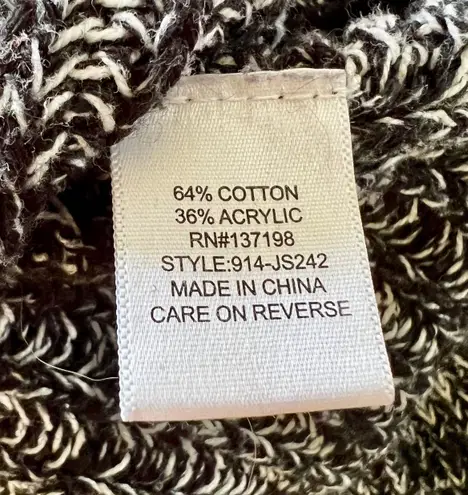 64% COTTON
36% ACRYLIC
RN#137198
STYLE:914-JS242
MADE IN CHINA
CARE ON REVERSE